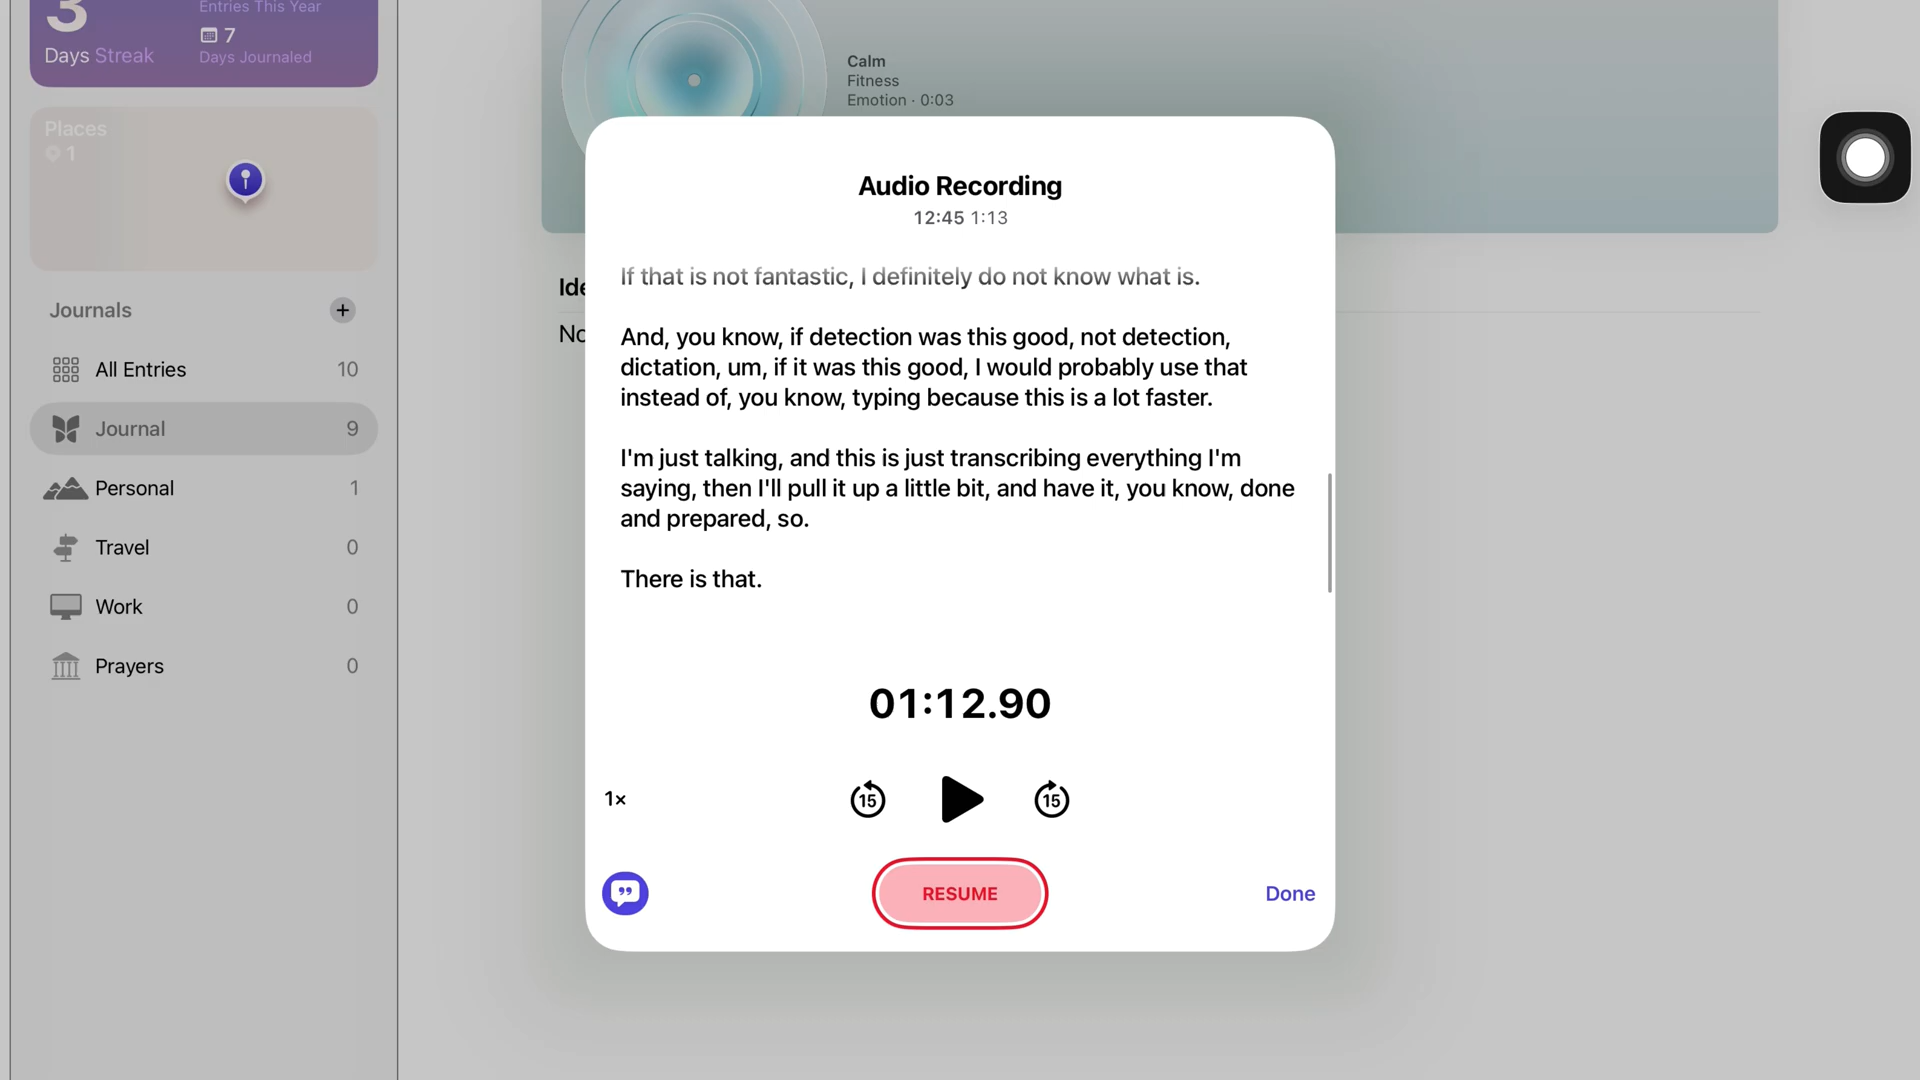 3
Days Streak
Entries This Year
7
Days Journaled
Places
1
Journals
All Entries 10
Journal 9
Personal 1
Travel 0
Work 0
Prayers 0
Calm
Fitness
Emotion · 0:03
Audio Recording
12:45 1:13
If that is not fantastic, I definitely do not know what is.
And, you know, if detection was this good, not detection,
dictation, um, if it was this good, I would probably use that
instead of, you know, typing because this is a lot faster.
I'm just talking, and this is just transcribing everything I'm
saying, then I'll pull it up a little bit, and have it, you know, done
and prepared, so.
There is that.
01:12.90
1×
15
15
RESUME
Done